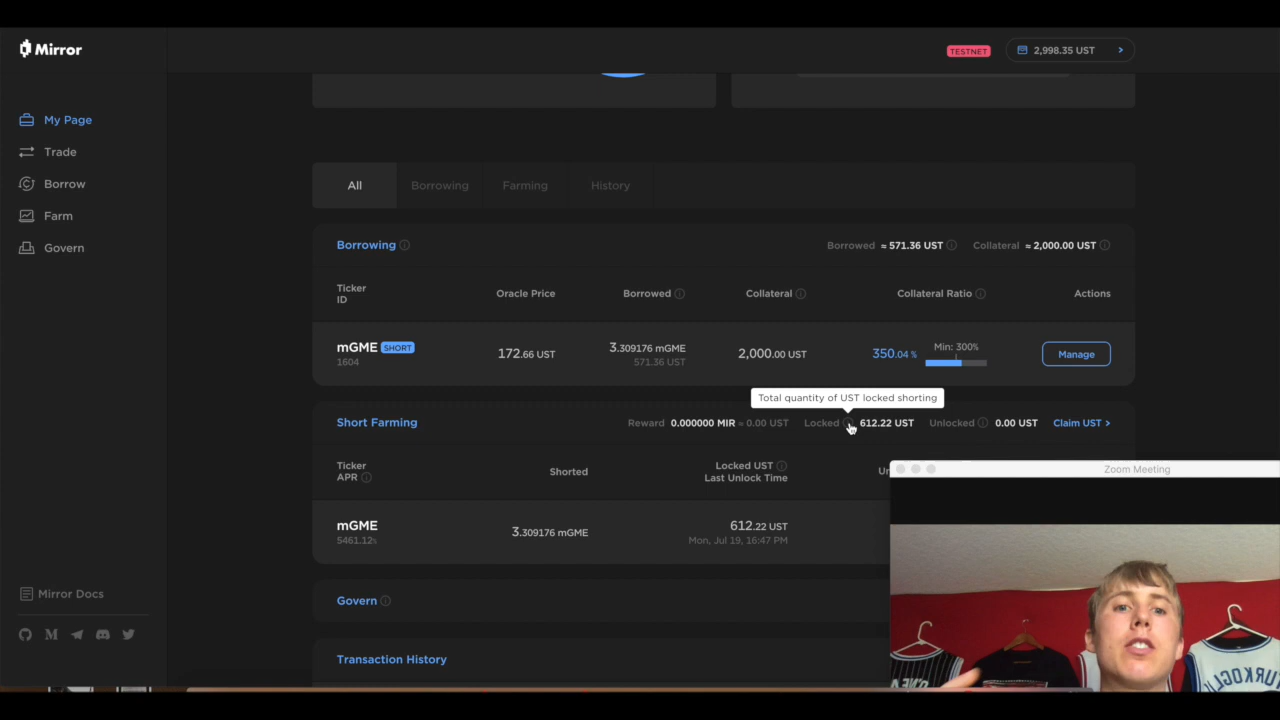 Mirror
TESTNET
2,998.35 UST >
My Page
Trade
Borrow
Farm
Govern
All
Borrowing
Farming
History
Borrowing
Borrowed ≈ 571.36 UST
Collateral ≈ 2,000.00 UST
Ticker
ID
Oracle Price
Borrowed
Collateral
Collateral Ratio
Actions
mGME SHORT
1604
172.66 UST
3.309176 mGME
571.36 UST
2,000.00 UST
350.04 %
Min: 300%
Manage
Total quantity of UST locked shorting
Short Farming
Reward 0.000000 MIR ≈ 0.00 UST
Locked 612.22 UST
Unlocked 0.00 UST
Claim UST >
Ticker
APR
Shorted
Locked UST
Last Unlock Time
Un
mGME
5461.12%
3.309176 mGME
612.22 UST
Mon, Jul 19, 16:47 PM
Zoom Meeting
Govern
Transaction History
Mirror Docs